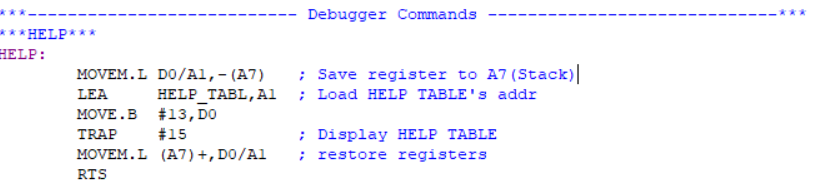 ***--------------------------- Debugger Commands -----------------------------***
***HELP***
HELP:
        MOVEM.L D0/A1,-(A7)   ; Save register to A7(Stack)
        LEA     HELP_TABL,A1  ; Load HELP TABLE's addr
        MOVE.B  #13,D0
        TRAP    #15           ; Display HELP TABLE
        MOVEM.L (A7)+,D0/A1   ; restore registers
        RTS